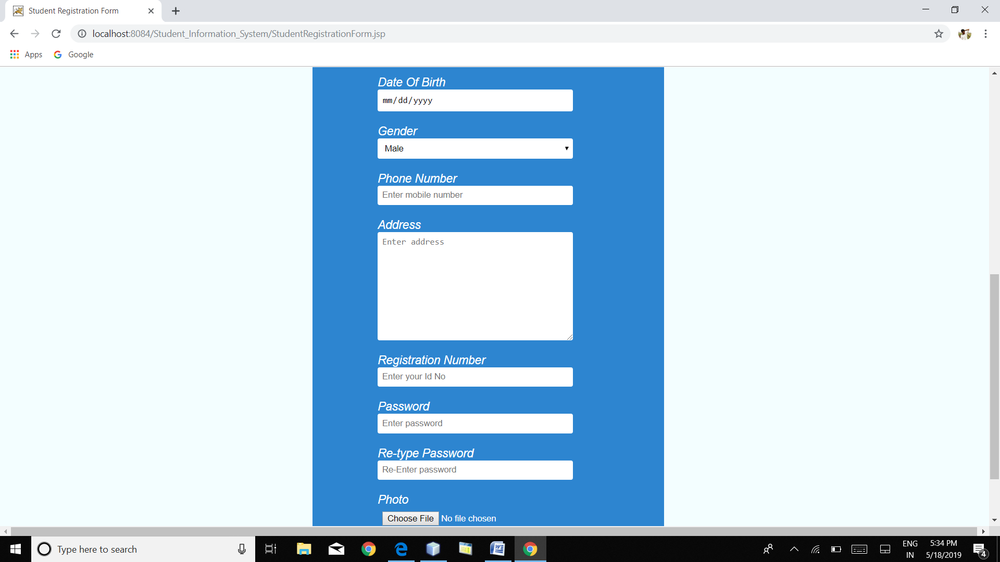 Student Registration Form
localhost:8084/Student_Information_System/StudentRegistrationForm.jsp
Apps Google
Date Of Birth
mm/dd/yyyy
Gender
Male
Phone Number
Enter mobile number
Address
Enter address
Registration Number
Enter your Id No
Password
Enter password
Re-type Password
Re-Enter password
Photo
Choose File No file chosen
Type here to search
ENG
IN
5:34 PM
5/18/2019
4